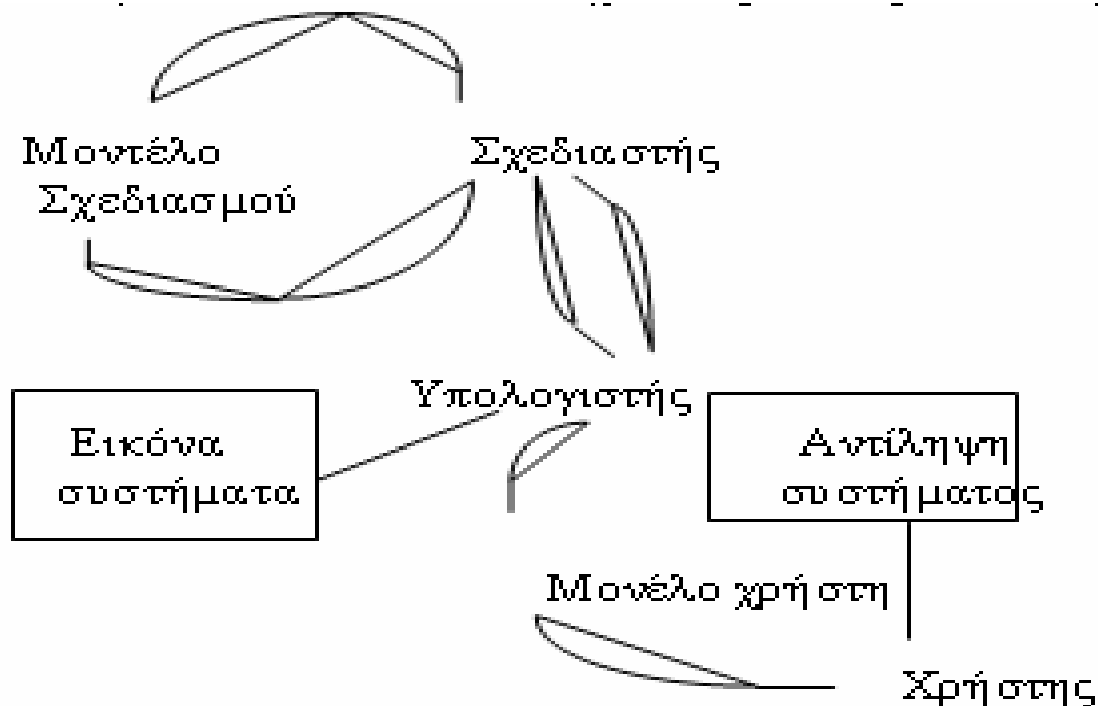 Μοντέλο
Σχεδιασμού
Σχεδιαστής
Υπολογιστής
Εικόνα
συστήματα
Αντίληψη
συστήματος
Μονέλο χρήστη
Χρήστης